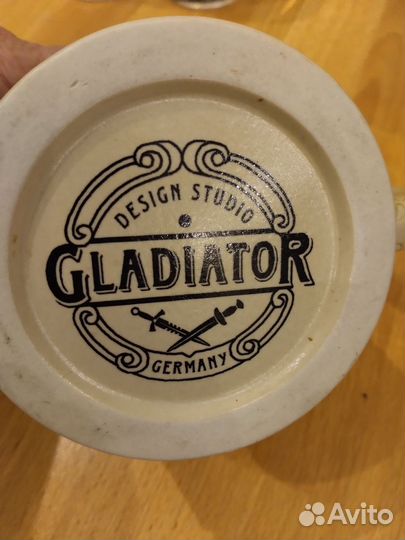 DESIGN STUDIO
GLADIATOR
GERMANY
Avito